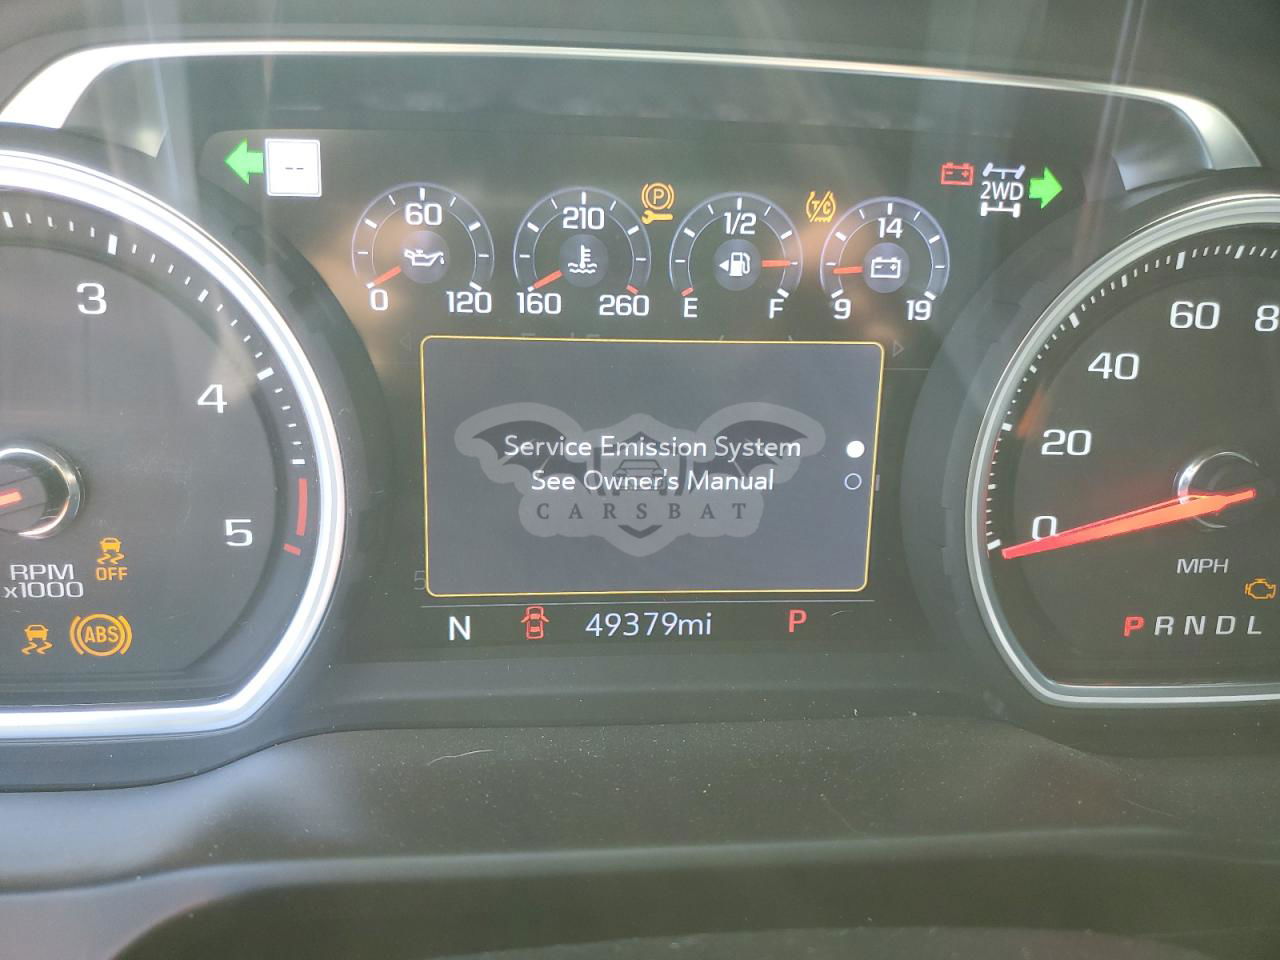 --
60
0 120
210
160 260
P
1/2
E F
TC
14
9 19
2WD
3
4
5
RPM
x1000
OFF
ABS
Service Emission System
See Owner's Manual
CARSBAT
N 49379mi P
0
20
40
60
MPH
P R N D L